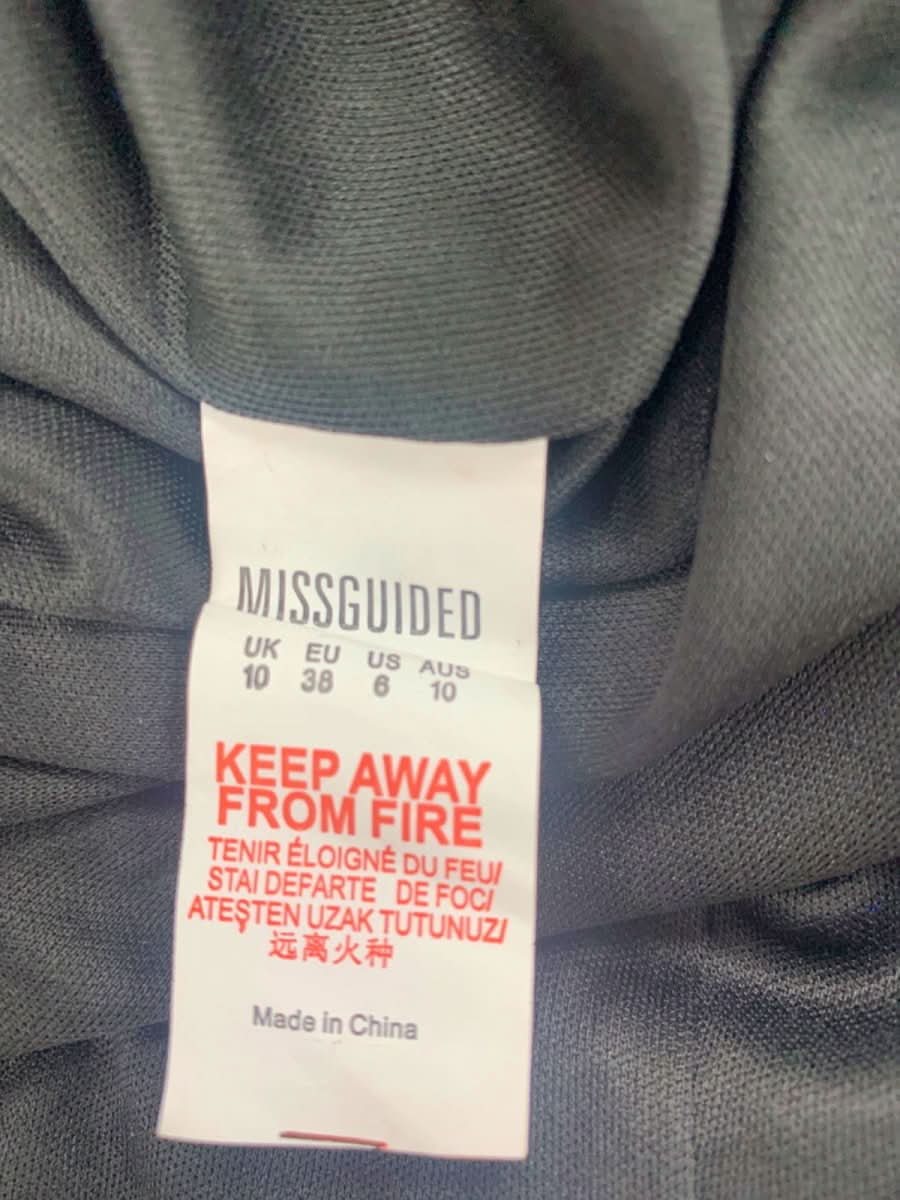 MISSGUIDED
UK EU US AUS
10 38 6 10
KEEP AWAY
FROM FIRE
TENIR ÉLOIGNÉ DU FEU/
STAI DEFARTE DE FOC/
ATEŞTEN UZAK TUTUNUZ/
远离火种
Made in China